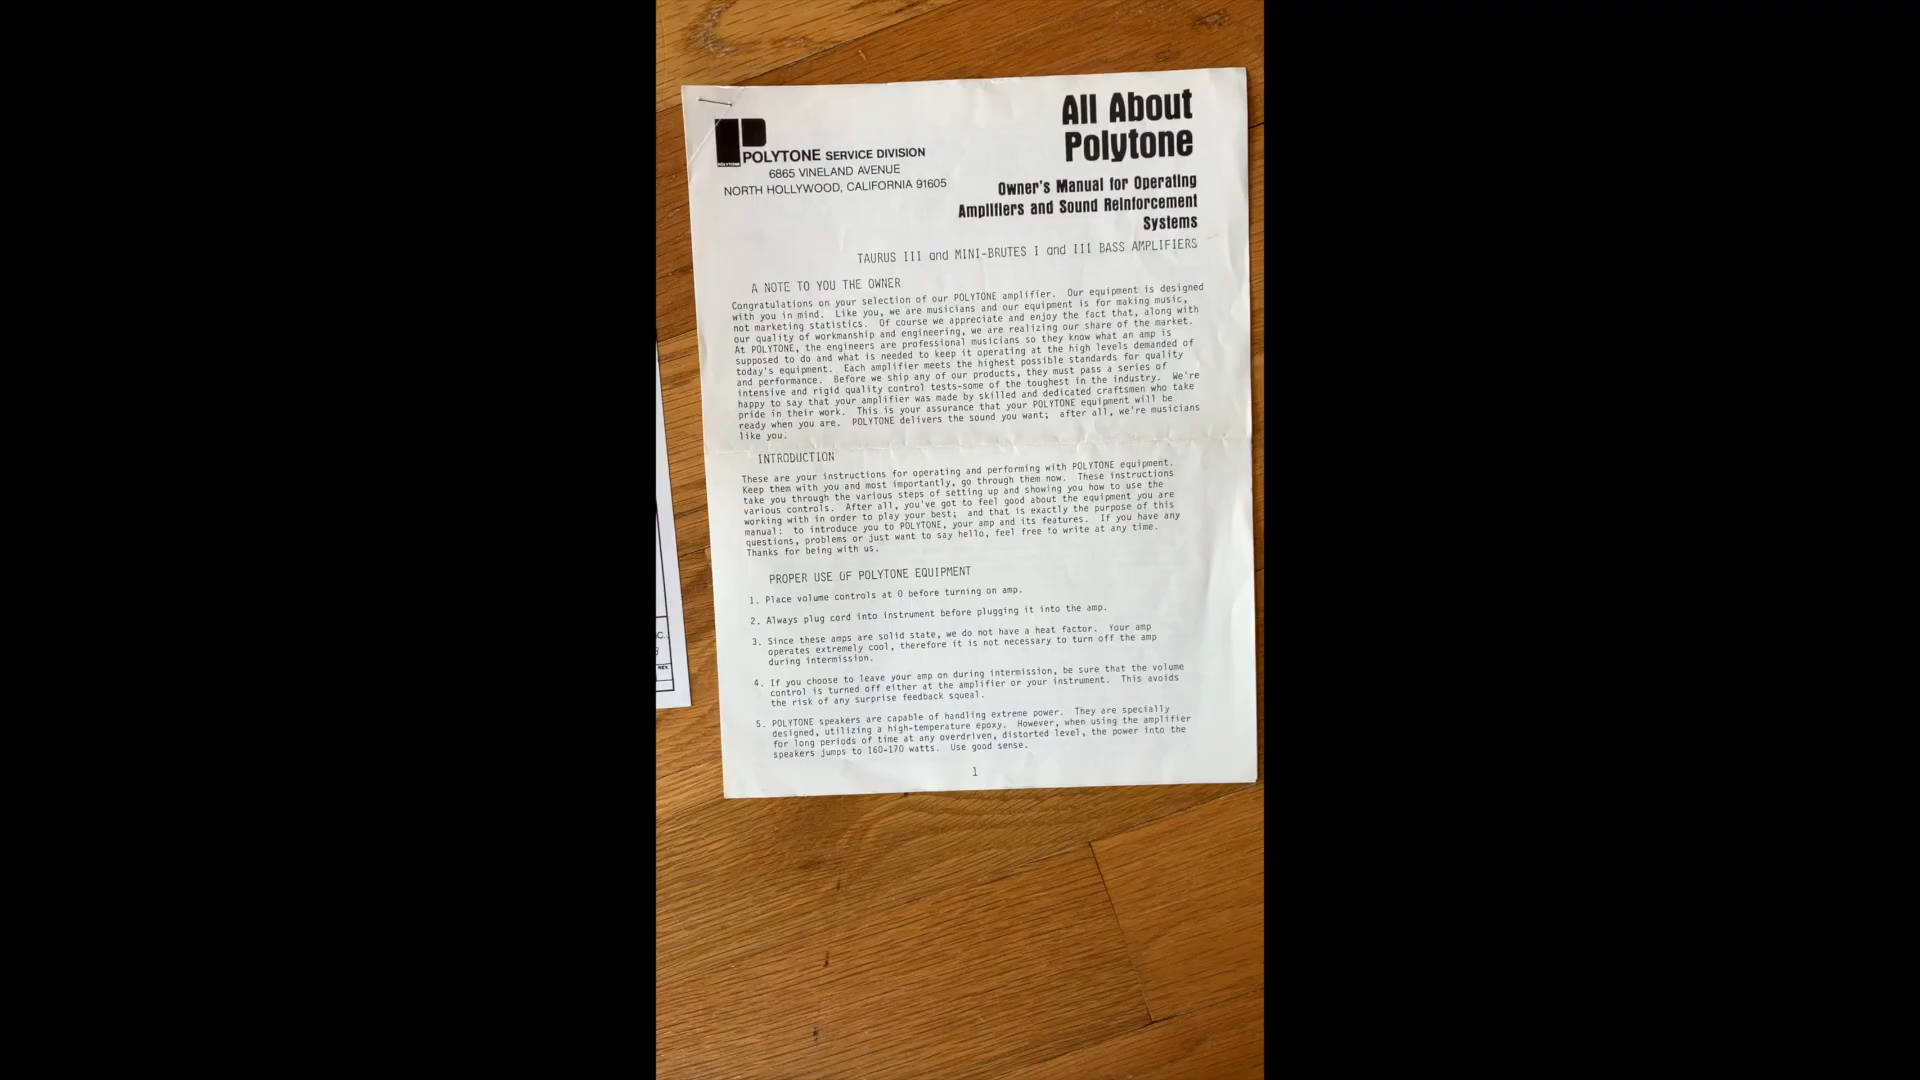 All About
Polytone
POLYTONE
POLYTONE SERVICE DIVISION
6865 VINELAND AVENUE
NORTH HOLLYWOOD, CALIFORNIA 91605
Owner's Manual for Operating
Amplifiers and Sound Reinforcement
Systems
TAURUS III and MINI-BRUTES I and III BASS AMPLIFIERS
A NOTE TO YOU THE OWNER
Congratulations on your selection of our POLYTONE amplifier. Our equipment is designed
with you in mind. Like you, we are musicians and our equipment is for making music,
not marketing statistics. Of course we appreciate and enjoy the fact that, along with
our quality of workmanship and engineering, we are realizing our share of the market.
At POLYTONE, the engineers are professional musicians so they know what an amp is
supposed to do and what is needed to keep it operating at the high levels demanded of
today's equipment. Each amplifier meets the highest possible standards for quality
and performance. Before we ship any of our products, they must pass a series of
intensive and rigid quality control tests-some of the toughest in the industry. We're
happy to say that your amplifier was made by skilled and dedicated craftsmen who take
pride in their work. This is your assurance that your POLYTONE equipment will be
ready when you are. POLYTONE delivers the sound you want; after all, we're musicians
like you.
INTRODUCTION
These are your instructions for operating and performing with POLYTONE equipment.
Keep them with you and most importantly, go through them now. These instructions
take you through the various steps of setting up and showing you how to use the
various controls. After all, you've got to feel good about the equipment you are
working with in order to play your best; and that is exactly the purpose of this
manual: to introduce you to POLYTONE, your amp and its features. If you have any
questions, problems or just want to say hello, feel free to write at any time.
Thanks for being with us.
PROPER USE OF POLYTONE EQUIPMENT
1. Place volume controls at 0 before turning on amp.
2. Always plug cord into instrument before plugging it into the amp.
3. Since these amps are solid state, we do not have a heat factor. Your amp
operates extremely cool, therefore it is not necessary to turn off the amp
during intermission.
4. If you choose to leave your amp on during intermission, be sure that the volume
control is turned off either at the amplifier or your instrument. This avoids
the risk of any surprise feedback squeal.
5. POLYTONE speakers are capable of handling extreme power. They are specially
designed, utilizing a high-temperature epoxy. However, when using the amplifier
for long periods of time at any overdriven, distorted level, the power into the
speakers jumps to 160-170 watts. Use good sense.
1
C.
REV.